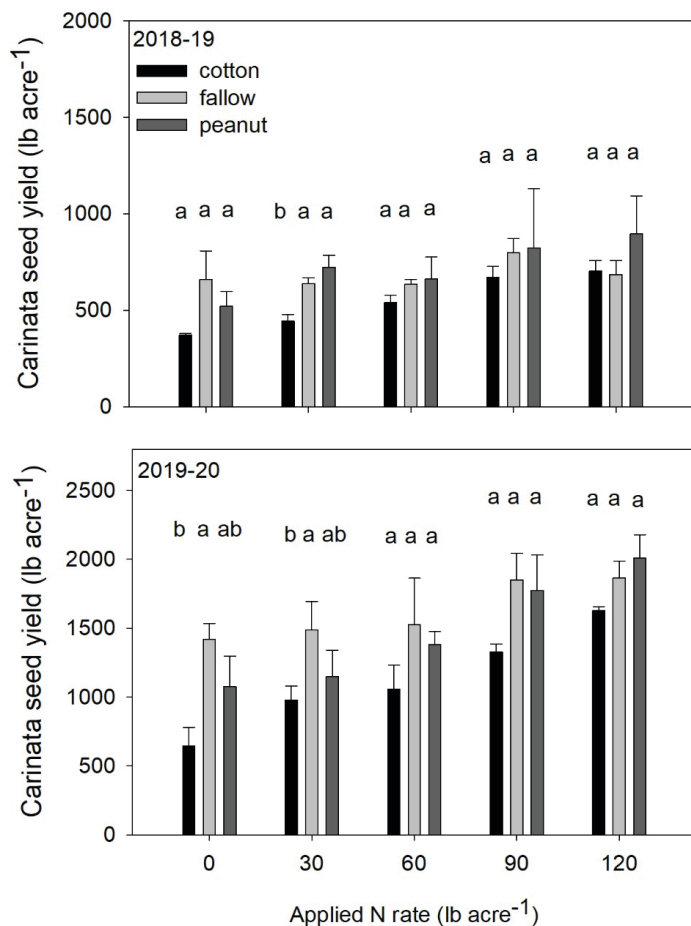 2000
2018-19
cotton
fallow
peanut
1500
1000
500
0
Carinata seed yield (lb acre⁻¹)
a a a
b a a
a a a
a a a
a a a
2019-20
2500
2000
1500
1000
500
0
Carinata seed yield (lb acre⁻¹)
b a ab
b a ab
a a a
a a a
a a a
0 30 60 90 120
Applied N rate (lb acre⁻¹)